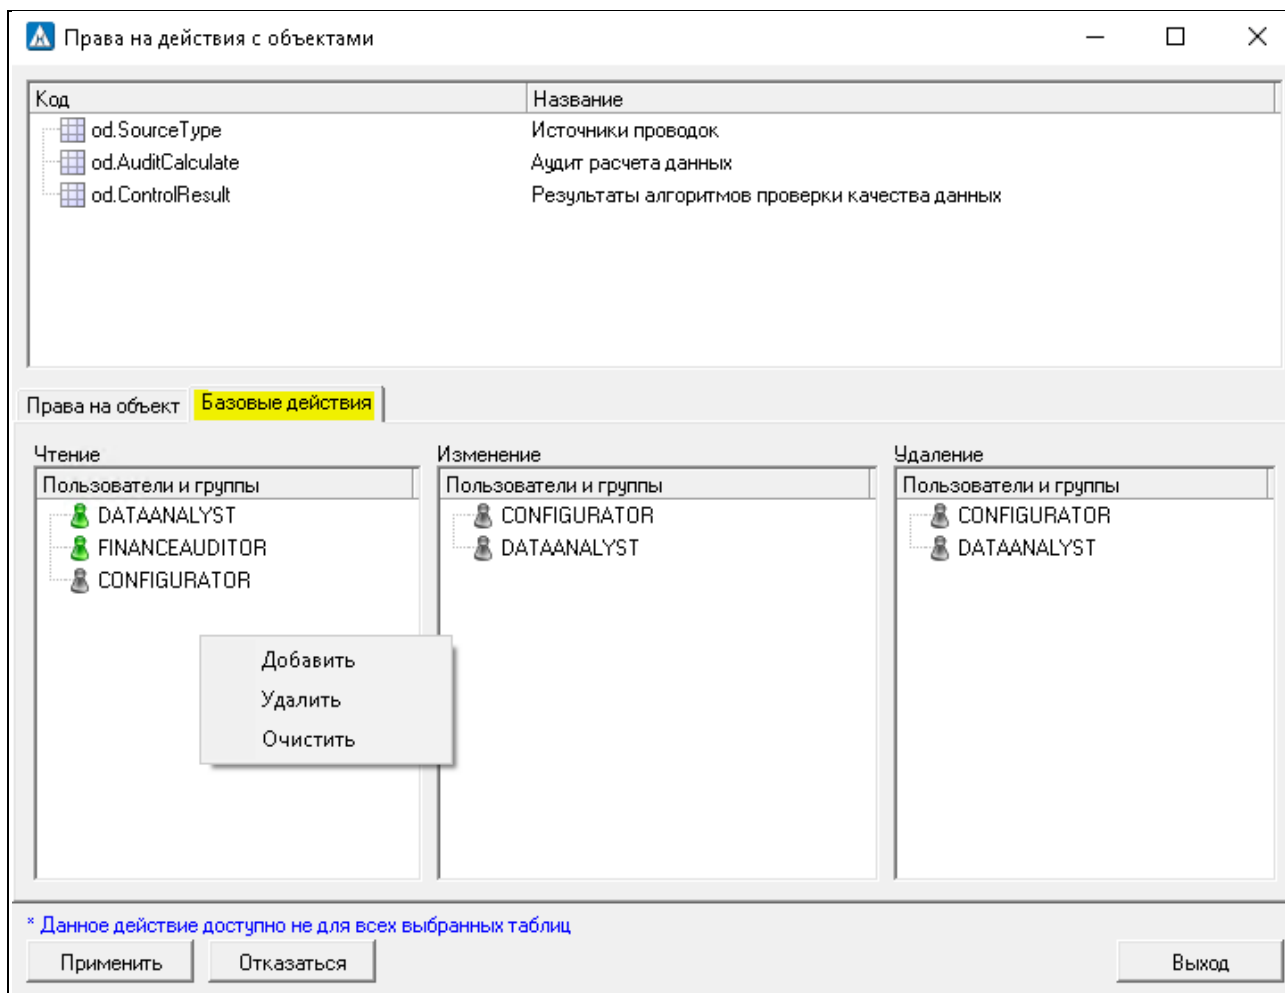 Права на действия с объектами
Код Название
od.SourceType Источники проводок
od.AuditCalculate Аудит расчета данных
od.ControlResult Результаты алгоритмов проверки качества данных
Права на объект Базовые действия
Чтение Изменение Удаление
Пользователи и группы Пользователи и группы Пользователи и группы
DATAANALYST CONFIGURATOR CONFIGURATOR
FINANCEAUDITOR DATAANALYST DATAANALYST
CONFIGURATOR
Добавить
Удалить
Очистить
* Данное действие доступно не для всех выбранных таблиц
Применить Отказаться Выход